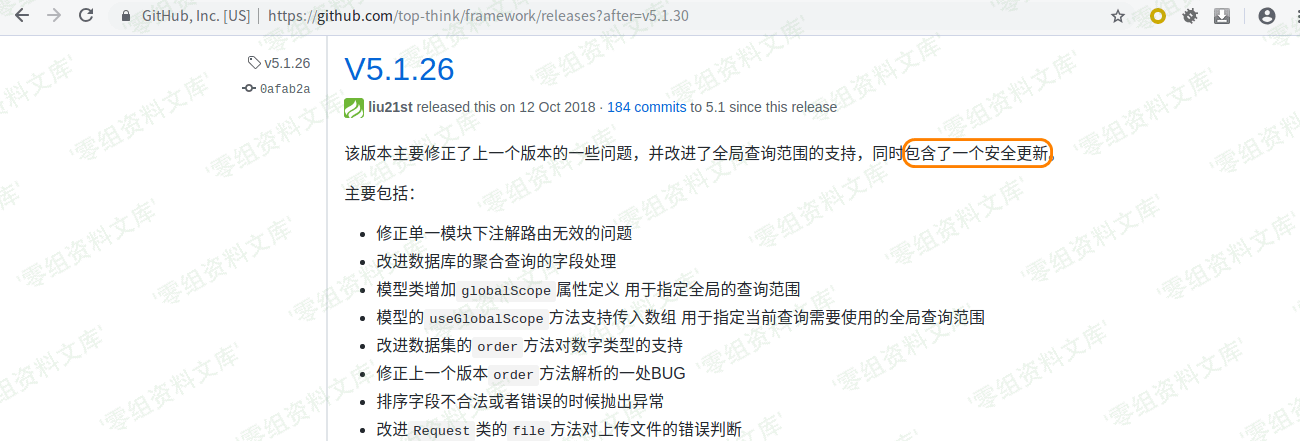 GitHub, Inc. [US] | https://github.com/top-think/framework/releases?after=v5.1.30
v5.1.26
0afab2a
V5.1.26
liu21st released this on 12 Oct 2018 · 184 commits to 5.1 since this release
该版本主要修正了上一个版本的一些问题，并改进了全局查询范围的支持，同时包含了一个安全更新。
主要包括：
• 修正单一模块下注解路由无效的问题
• 改进数据库的聚合查询的字段处理
• 模型类增加 globalScope 属性定义 用于指定全局的查询范围
• 模型的 useGlobalScope 方法支持传入数组 用于指定当前查询需要使用的全局查询范围
• 改进数据集的 order 方法对数字类型的支持
• 修正上一个版本 order 方法解析的一处BUG
• 排序字段不合法或者错误的时候抛出异常
• 改进 Request 类的 file 方法对上传文件的错误判断
'零组资料文库'